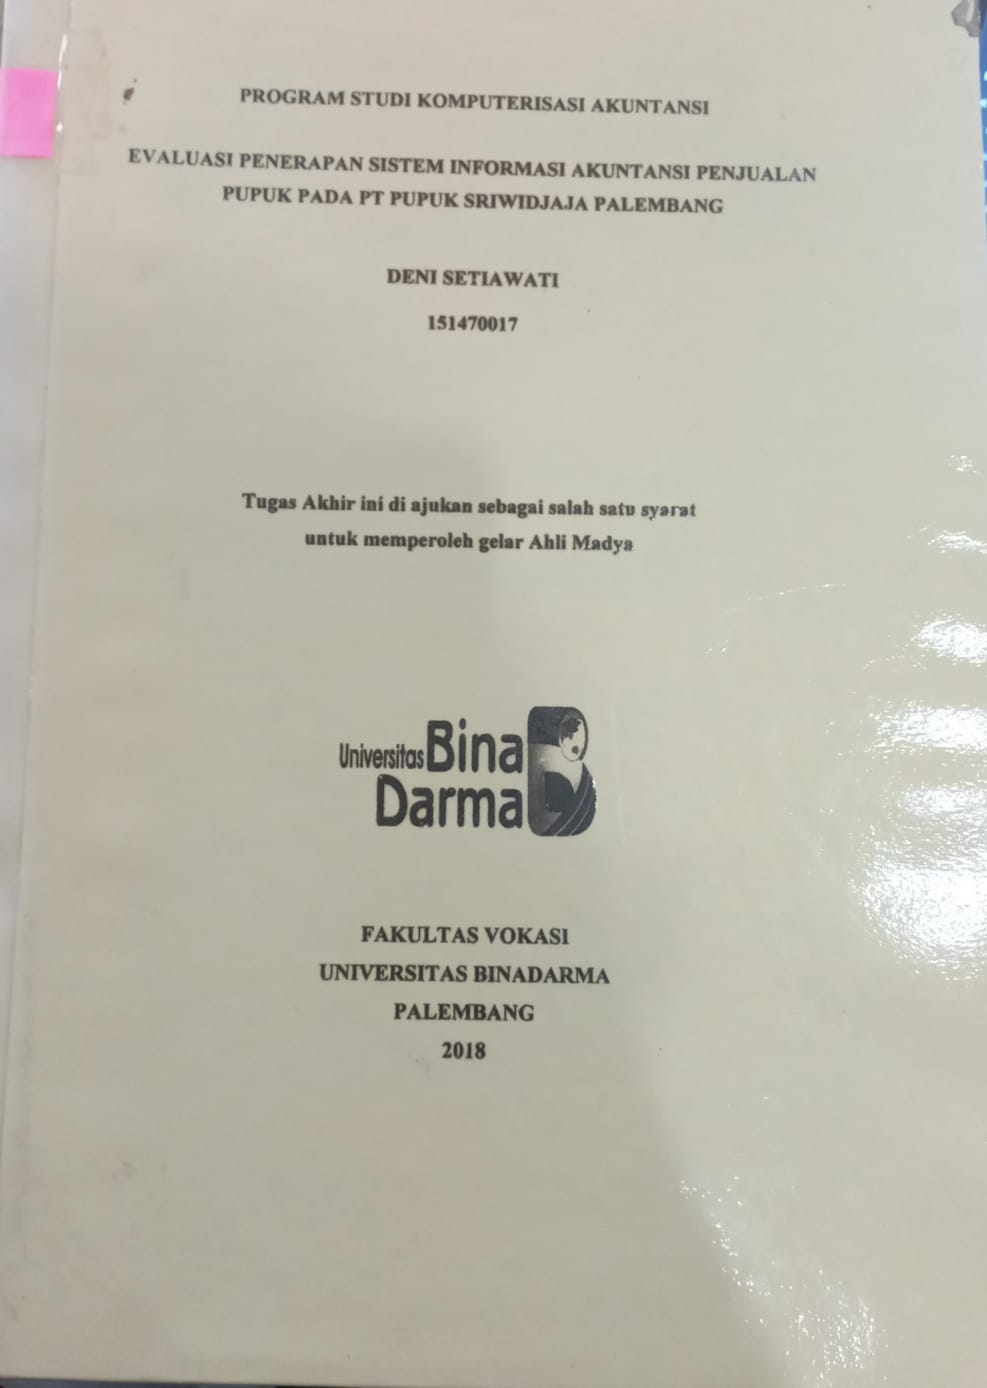 PROGRAM STUDI KOMPUTERISASI AKUNTANSI
EVALUASI PENERAPAN SISTEM INFORMASI AKUNTANSI PENJUALAN
PUPUK PADA PT PUPUK SRIWIDJAJA PALEMBANG
DENI SETIAWATI
151470017
Tugas Akhir ini di ajukan sebagai salah satu syarat
untuk memperoleh gelar Ahli Madya
Universitas Bina
Darma
FAKULTAS VOKASI
UNIVERSITAS BINADARMA
PALEMBANG
2018